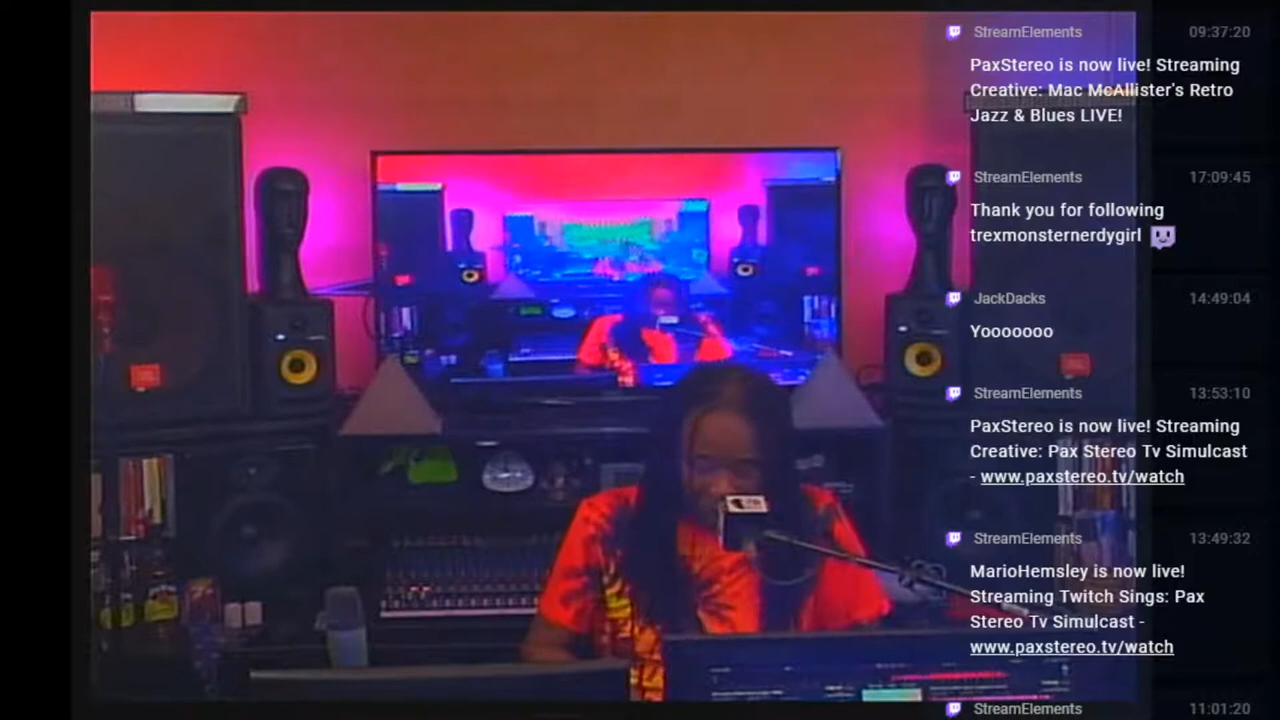 StreamElements 09:37:20
PaxStereo is now live! Streaming
Creative: Mac McAllister's Retro
Jazz & Blues LIVE!
StreamElements 17:09:45
Thank you for following
trexmonsternerdygirl
JackDacks 14:49:04
Yooooooo
StreamElements 13:53:10
PaxStereo is now live! Streaming
Creative: Pax Stereo Tv Simulcast
- www.paxstereo.tv/watch
StreamElements 13:49:32
MarioHemsley is now live!
Streaming Twitch Sings: Pax
Stereo Tv Simulcast -
www.paxstereo.tv/watch
StreamElements 11:01:20
JBL